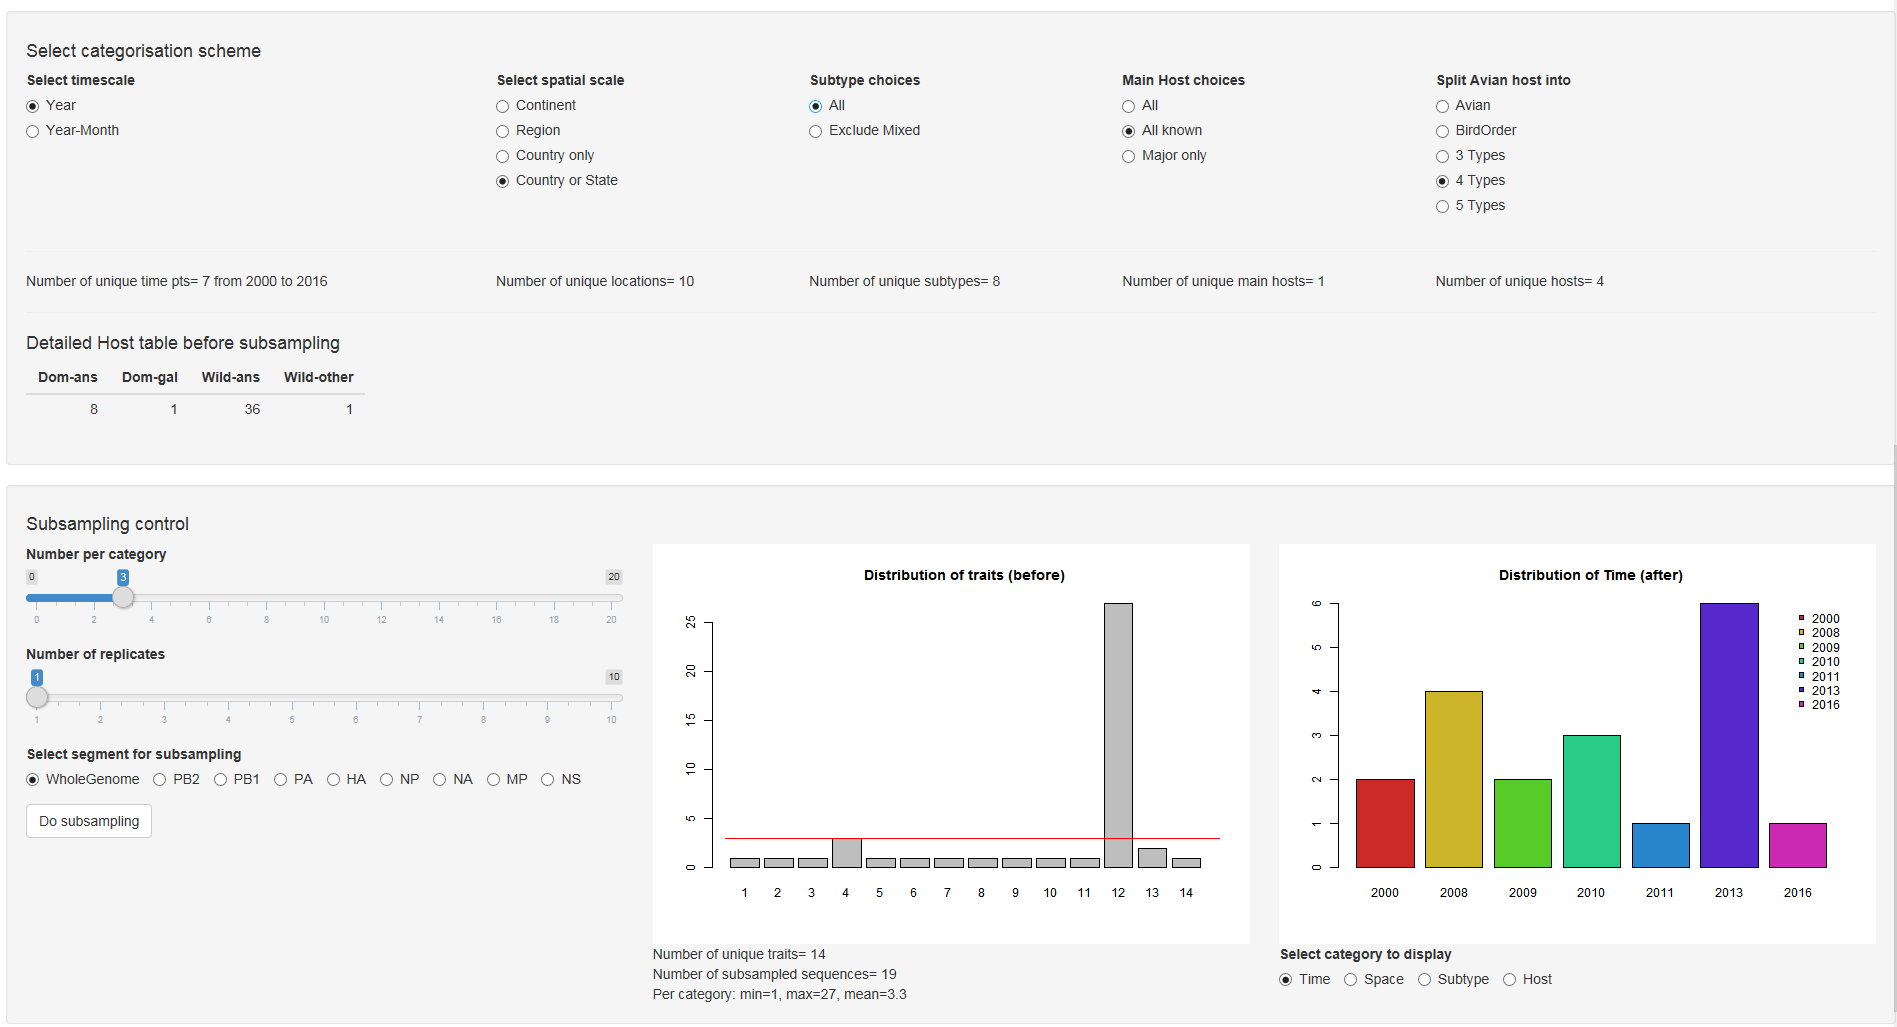 Select categorisation scheme
Select timescale
Year
Year-Month
Select spatial scale
Continent
Region
Country only
Country or State
Subtype choices
All
Exclude Mixed
Main Host choices
All
All known
Major only
Split Avian host into
Avian
BirdOrder
3 Types
4 Types
5 Types
Number of unique time pts= 7 from 2000 to 2016
Number of unique locations= 10
Number of unique subtypes= 8
Number of unique main hosts= 1
Number of unique hosts= 4
Detailed Host table before subsampling
Dom-ans Dom-gal Wild-ans Wild-other
8 1 36 1
Subsampling control
Number per category
0 3 20
0 2 4 6 8 10 12 14 16 18 20
Number of replicates
1 10
1 2 3 4 5 6 7 8 9 10
Select segment for subsampling
WholeGenome PB2 PB1 PA HA NP NA MP NS
Do subsampling
Distribution of traits (before)
25
20
15
10
5
0
1 2 3 4 5 6 7 8 9 10 11 12 13 14
Number of unique traits= 14
Number of subsampled sequences= 19
Per category: min=1, max=27, mean=3.3
Distribution of Time (after)
6
5
4
3
2
1
0
2000
2008
2009
2010
2011
2013
2016
2000 2008 2009 2010 2011 2013 2016
Select category to display
Time Space Subtype Host